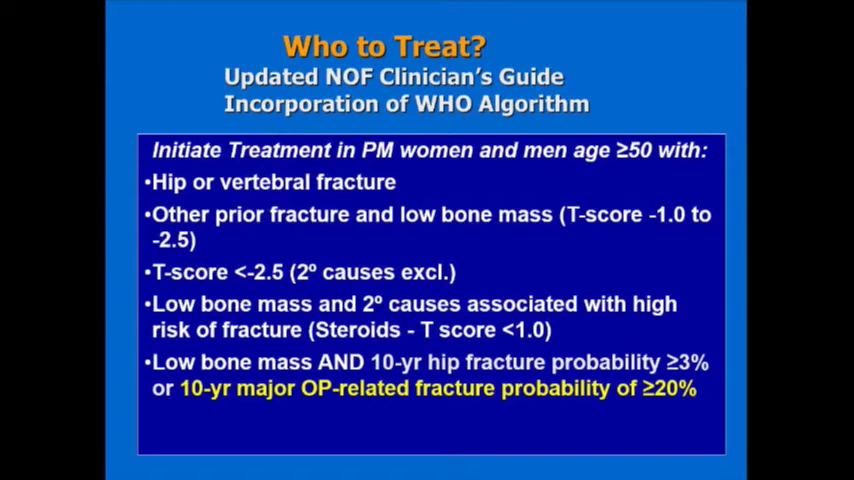 Who to Treat?
Updated NOF Clinician's Guide
Incorporation of WHO Algorithm
Initiate Treatment in PM women and men age ≥50 with:
•Hip or vertebral fracture
•Other prior fracture and low bone mass (T-score -1.0 to
-2.5)
•T-score <-2.5 (2º causes excl.)
•Low bone mass and 2º causes associated with high
risk of fracture (Steroids - T score <1.0)
•Low bone mass AND 10-yr hip fracture probability ≥3%
or 10-yr major OP-related fracture probability of ≥20%